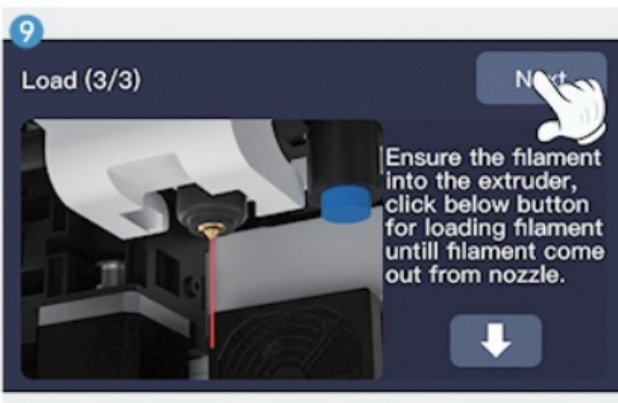 9
Load (3/3)
Next
Ensure the filament
into the extruder,
click below button
for loading filament
untill filament come
out from nozzle.